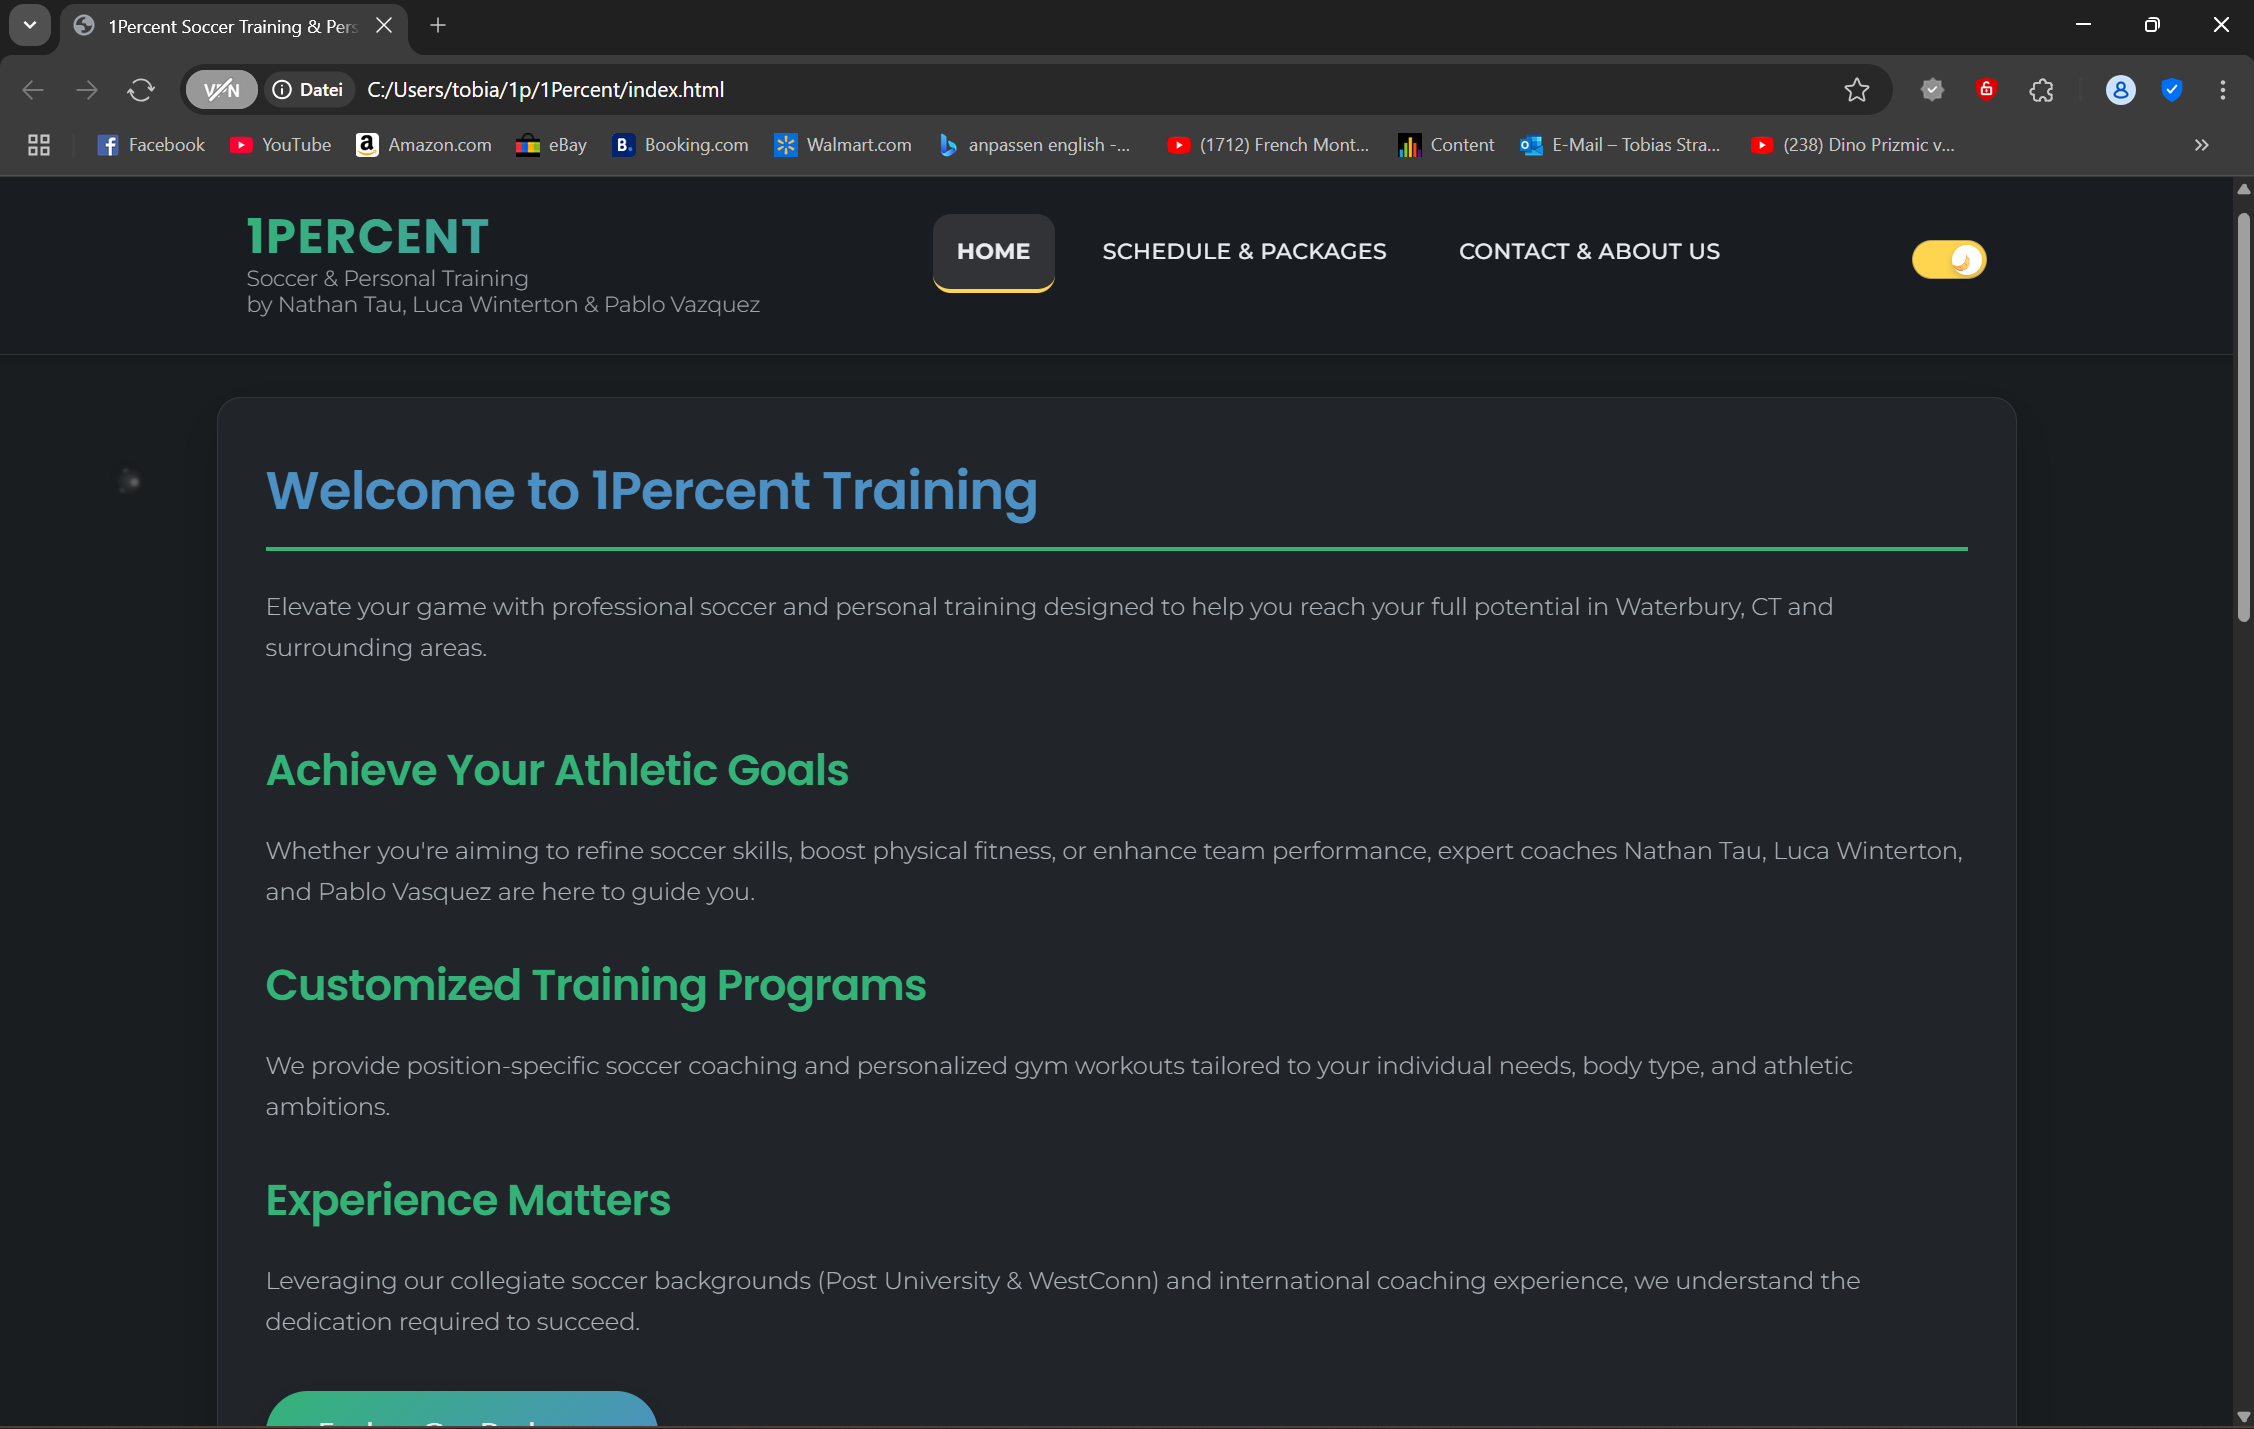 1Percent Soccer Training & Pers
VPN
Datei
C:/Users/tobia/1p/1Percent/index.html
Facebook
YouTube
Amazon.com
eBay
Booking.com
Walmart.com
anpassen english -...
(1712) French Mont...
Content
E-Mail – Tobias Stra...
(238) Dino Prizmic v...
1PERCENT
Soccer & Personal Training
by Nathan Tau, Luca Winterton & Pablo Vazquez
HOME
SCHEDULE & PACKAGES
CONTACT & ABOUT US
Welcome to 1Percent Training
Elevate your game with professional soccer and personal training designed to help you reach your full potential in Waterbury, CT and
surrounding areas.
Achieve Your Athletic Goals
Whether you're aiming to refine soccer skills, boost physical fitness, or enhance team performance, expert coaches Nathan Tau, Luca Winterton,
and Pablo Vasquez are here to guide you.
Customized Training Programs
We provide position-specific soccer coaching and personalized gym workouts tailored to your individual needs, body type, and athletic
ambitions.
Experience Matters
Leveraging our collegiate soccer backgrounds (Post University & WestConn) and international coaching experience, we understand the
dedication required to succeed.